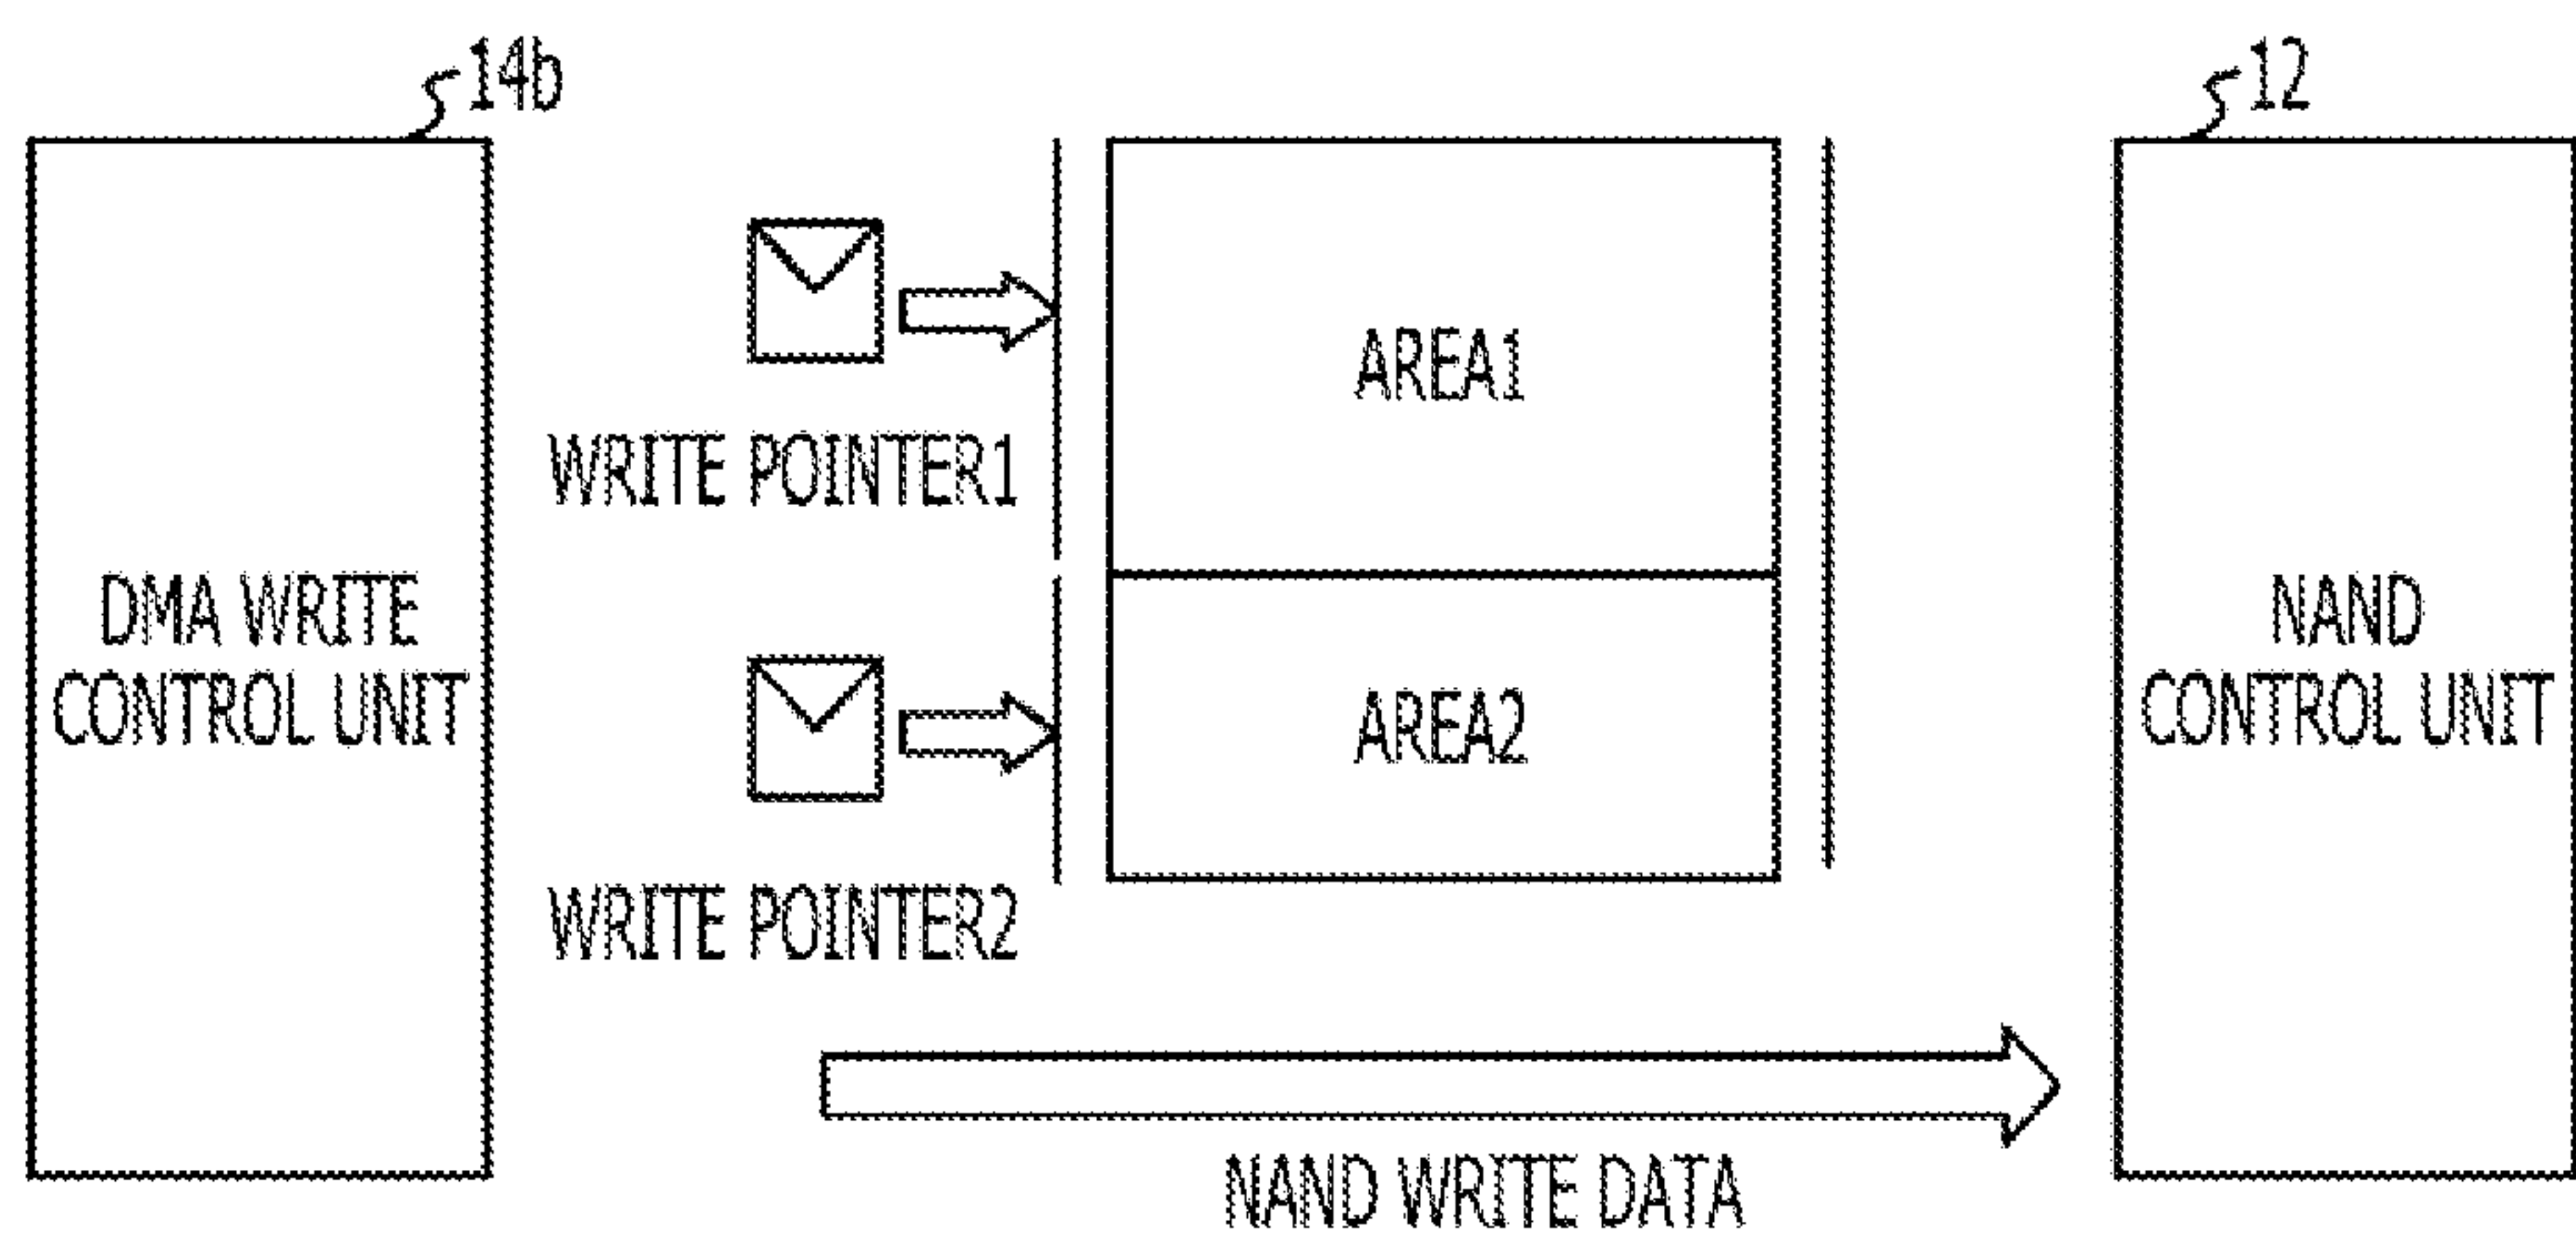 14b
12
AREA1
WRITE POINTER1
DMA WRITE
CONTROL UNIT
NAND
CONTROL UNIT
AREA2
WRITE POINTER2
NAND WRITE DATA